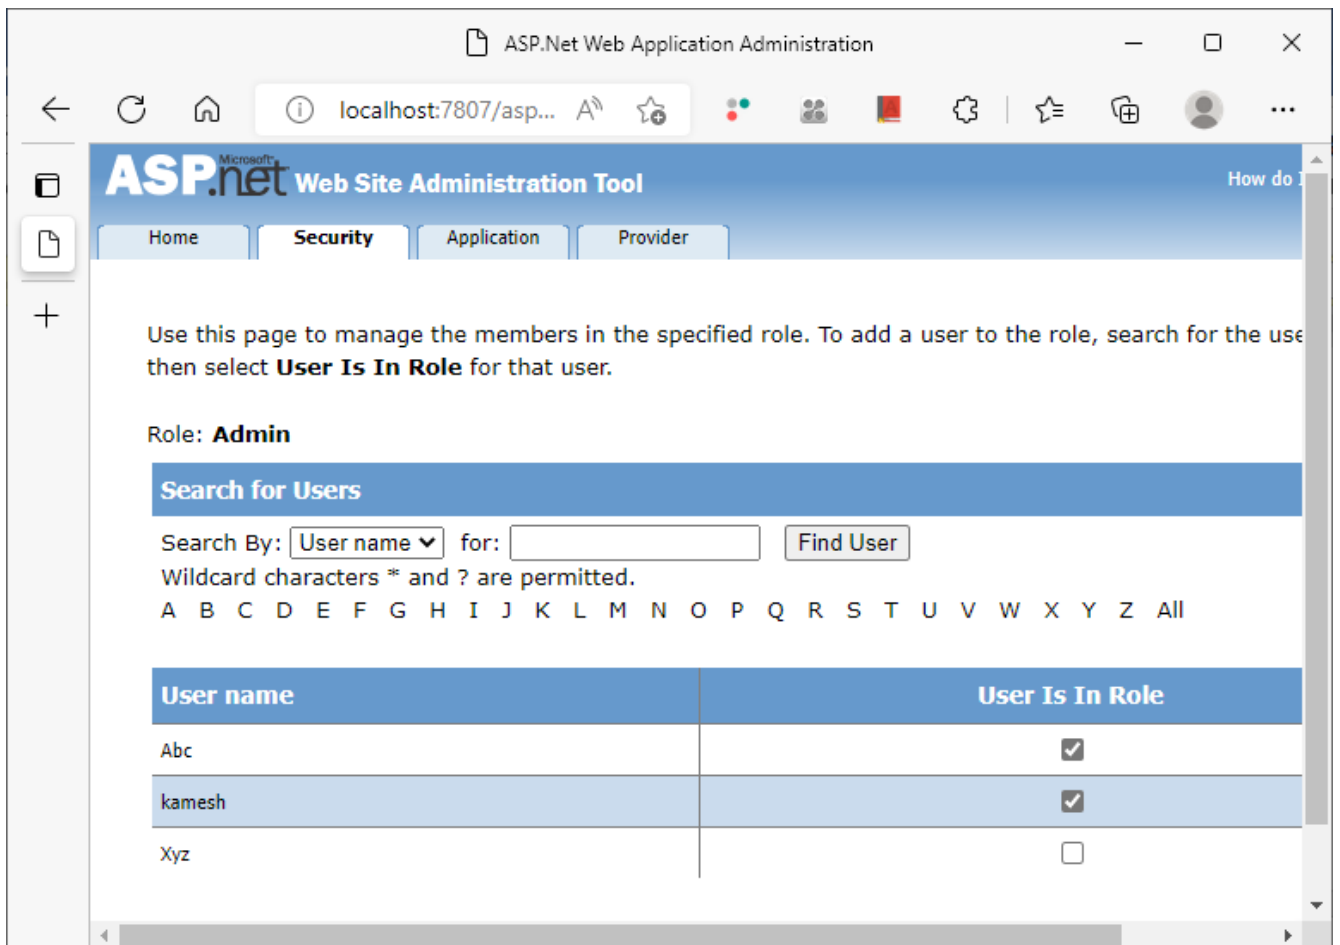 ASP.Net Web Application Administration
localhost:7807/asp...
Microsoft
ASP.net Web Site Administration Tool
How do I
Home Security Application Provider
Use this page to manage the members in the specified role. To add a user to the role, search for the use
then select User Is In Role for that user.
Role: Admin
Search for Users
Search By: User name for: Find User
Wildcard characters * and ? are permitted.
A B C D E F G H I J K L M N O P Q R S T U V W X Y Z All
User name User Is In Role
Abc
kamesh
Xyz